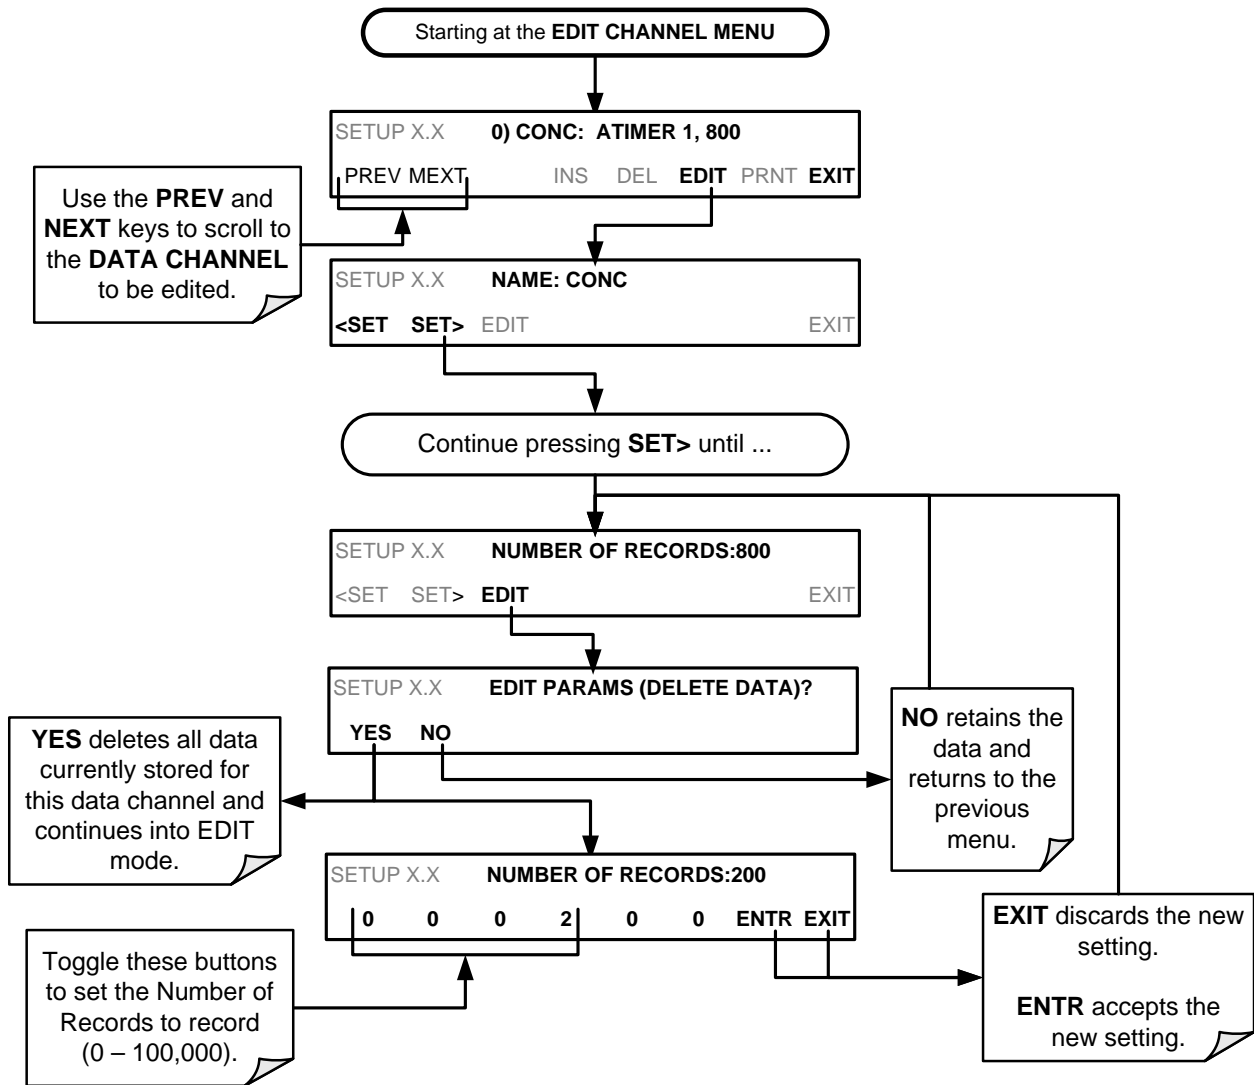 Starting at the EDIT CHANNEL MENU
SETUP X.X 0) CONC: ATIMER 1, 800
PREV MEXT INS DEL EDIT PRNT EXIT
Use the PREV and
NEXT keys to scroll to
the DATA CHANNEL
to be edited.
SETUP X.X NAME: CONC
<SET SET> EDIT EXIT
Continue pressing SET> until ...
SETUP X.X NUMBER OF RECORDS:800
<SET SET> EDIT EXIT
SETUP X.X EDIT PARAMS (DELETE DATA)?
YES NO
NO retains the
data and
returns to the
previous
menu.
YES deletes all data
currently stored for
this data channel and
continues into EDIT
mode.
SETUP X.X NUMBER OF RECORDS:200
0 0 0 2 0 0 ENTR EXIT
EXIT discards the new
setting.
ENTR accepts the
new setting.
Toggle these buttons
to set the Number of
Records to record
(0 – 100,000).